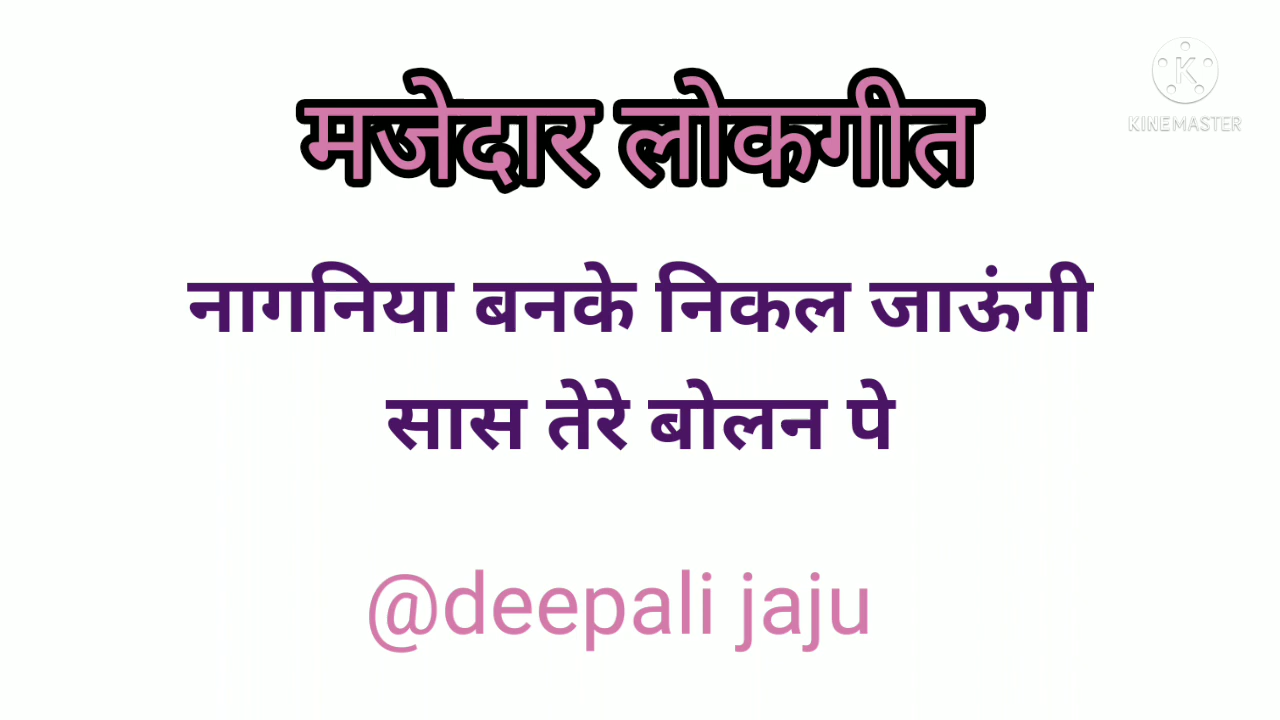 मजेदार लोकगीत
KINEMASTER
नागनिया बनके निकल जाऊंगी
सास तेरे बोलन पे
@deepali jaju